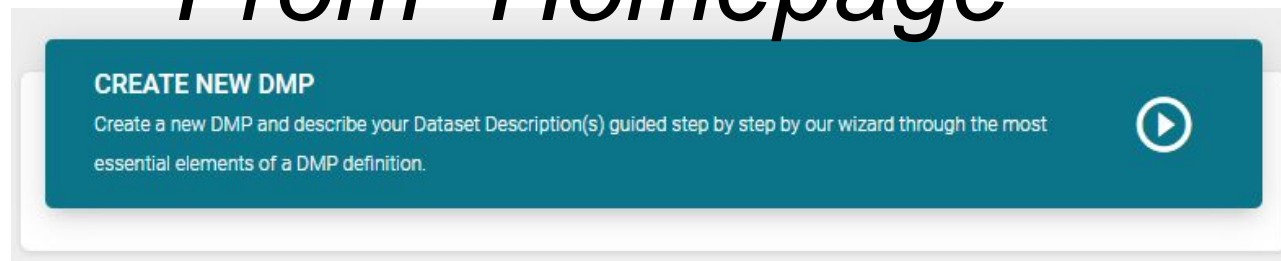 From Homepage
CREATE NEW DMP
Create a new DMP and describe your Dataset Description(s) guided step by step by our wizard through the most
essential elements of a DMP definition.